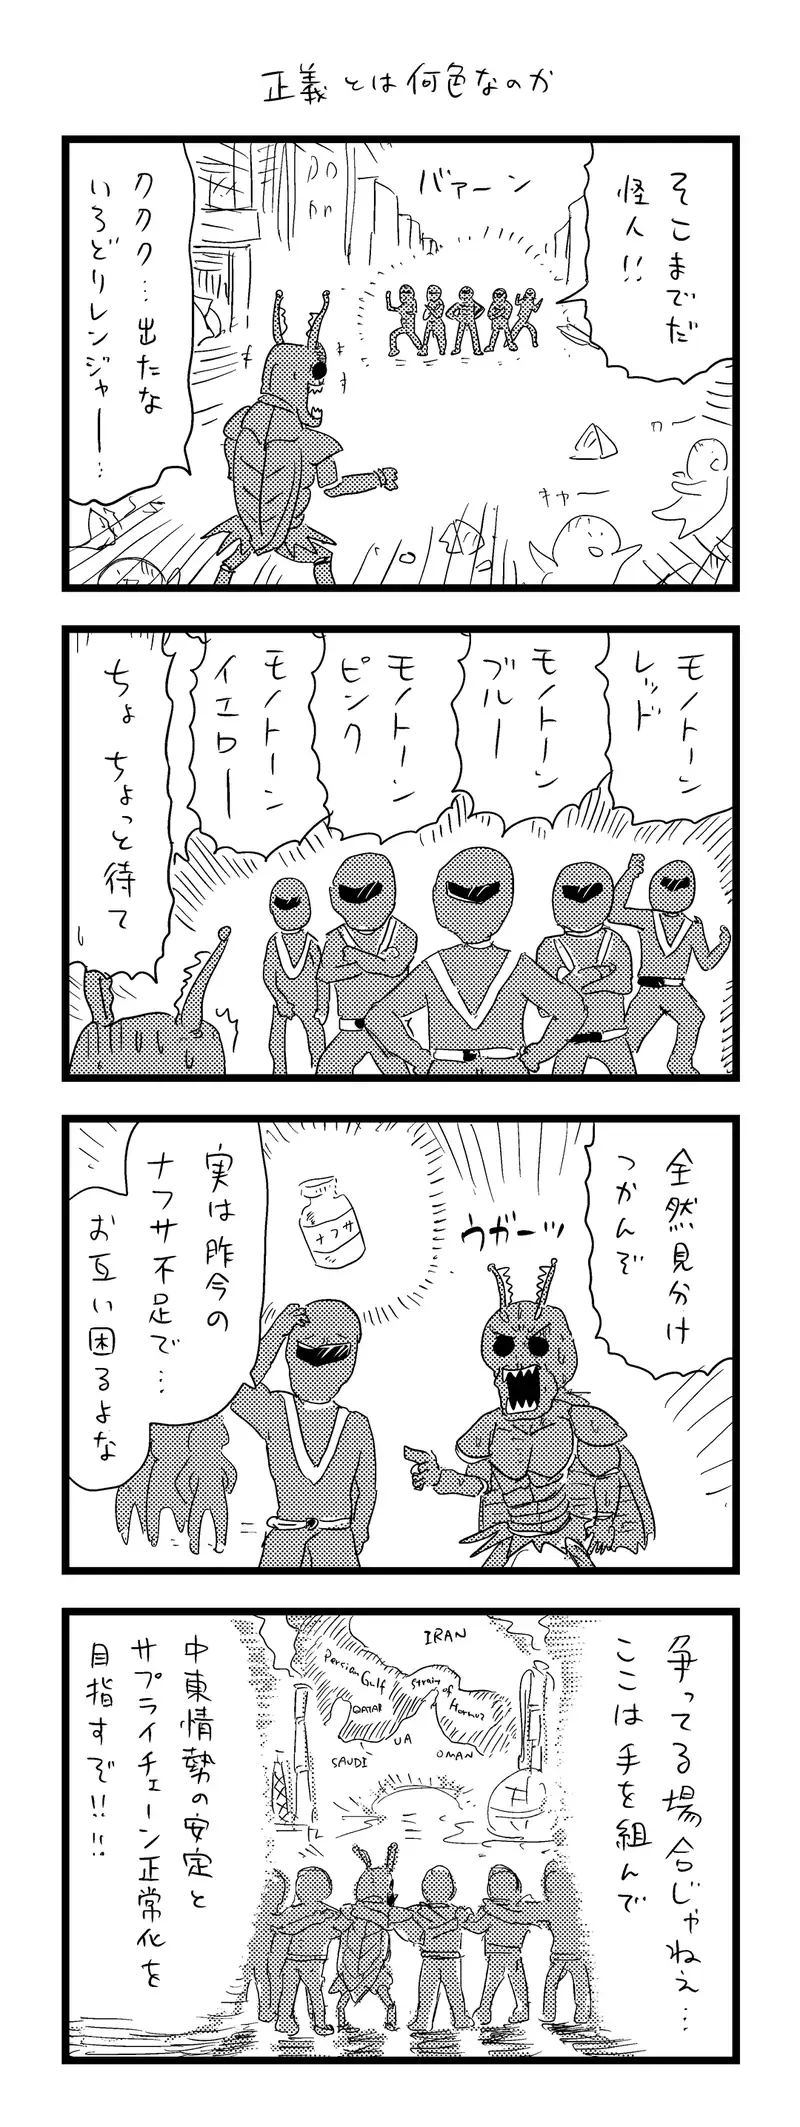 正義とは何色なのか
そこまでだ
怪人!!
バァーン
ククク…出たな
いろどりレンジャー…
ワー
キャー
モノトーン
レッド
モノトーン
ブルー
モノトーン
ピンク
モノトーン
イエロー
ちょ ちょっと待て
全然見分け
つかんぞ
ウガーッ
ナフサ
実は昨今の
ナフサ不足で…
お互い困るよな
争ってる場合じゃねぇ…
ここは手を組んで
IRAN
Persian Gulf
Strain of
Hormuz
QATAR
UA
SAUDI
OMAN
中東情勢の安定と
サプライチェーン正常化を
目指すぞ!!!!